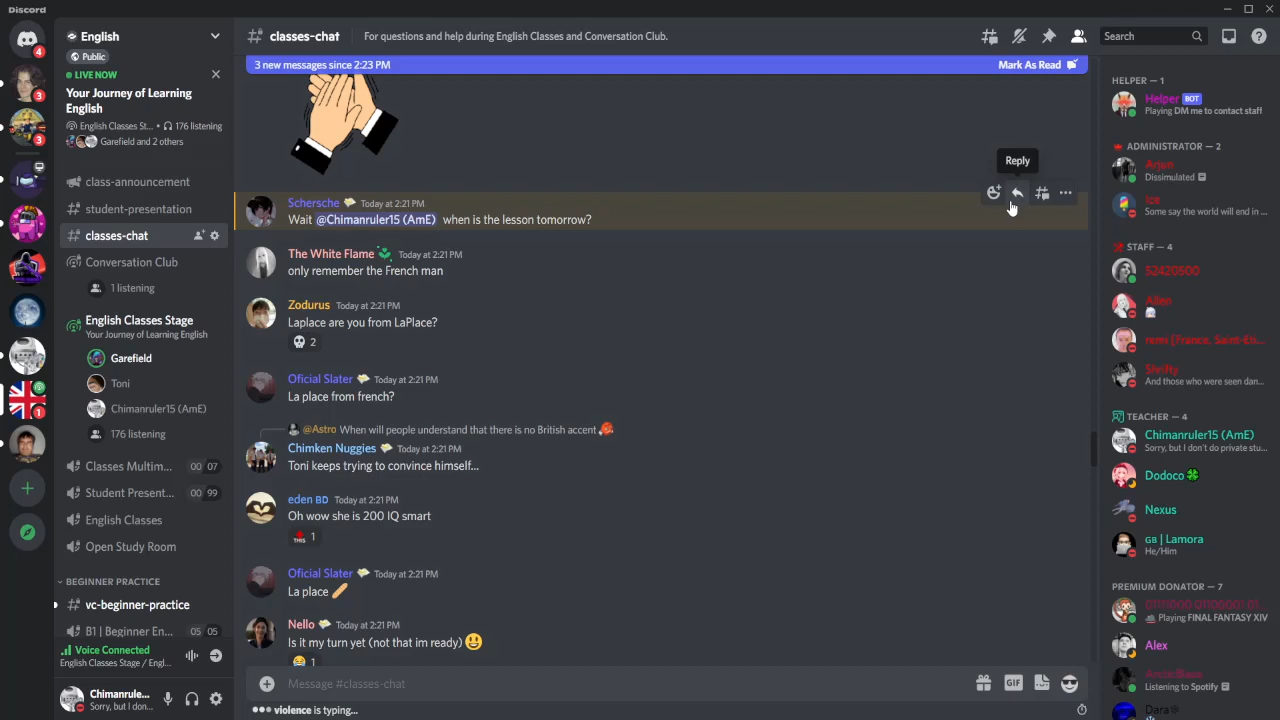 Discord
4
3
3
1
English
Public
LIVE NOW
Your Journey of Learning
English
English Classes St... • 176 listening
Garefield and 2 others
class-announcement
student-presentation
classes-chat
Conversation Club
1 listening
English Classes Stage
Your Journey of Learning English
Garefield
Toni
Chimanruler15 (AmE)
176 listening
Classes Multim... 00 07
Student Present... 00 99
English Classes
Open Study Room
BEGINNER PRACTICE
vc-beginner-practice
B1 | Beginner En... 05 05
Voice Connected
English Classes Stage / Engl...
Chimanrule...
Sorry, but I don...
classes-chat
For questions and help during English Classes and Conversation Club.
Search
3 new messages since 2:23 PM
Mark As Read
Reply
Schersche Today at 2:21 PM
Wait @Chimanruler15 (AmE) when is the lesson tomorrow?
The White Flame Today at 2:21 PM
only remember the French man
Zodurus Today at 2:21 PM
Laplace are you from LaPlace?
2
Oficial Slater Today at 2:21 PM
La place from french?
@Astro When will people understand that there is no British accent
Chimken Nuggies Today at 2:21 PM
Toni keeps trying to convince himself...
eden BD Today at 2:21 PM
Oh wow she is 200 IQ smart
THIS 1
Oficial Slater Today at 2:21 PM
La place
Nello Today at 2:21 PM
Is it my turn yet (not that im ready)
1
Message #classes-chat
GIF
violence is typing...
HELPER — 1
Helper BOT
Playing DM me to contact staff
ADMINISTRATOR — 2
Arjun
Dissimulated
Ice
Some say the world will end in ...
STAFF — 4
52420500
Allen
remi [France, Saint-Éti...
Shrifty
And those who were seen dan...
TEACHER — 4
Chimanruler15 (AmE)
Sorry, but I don't do private stu...
Dodoco
Nexus
GB | Lamora
He/Him
PREMIUM DONATOR — 7
01111000 01100001 01
Playing FINAL FANTASY XIV
Alex
Listening to Spotify
Dara